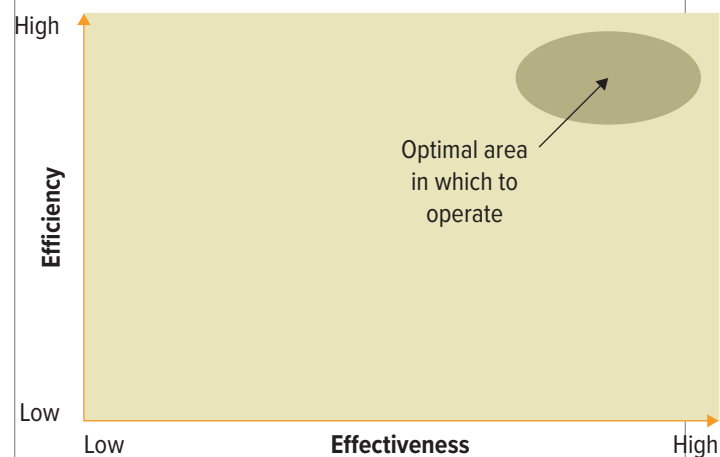 High
Optimal area
in which to
operate
Efficiency
Low
Low
Effectiveness
High